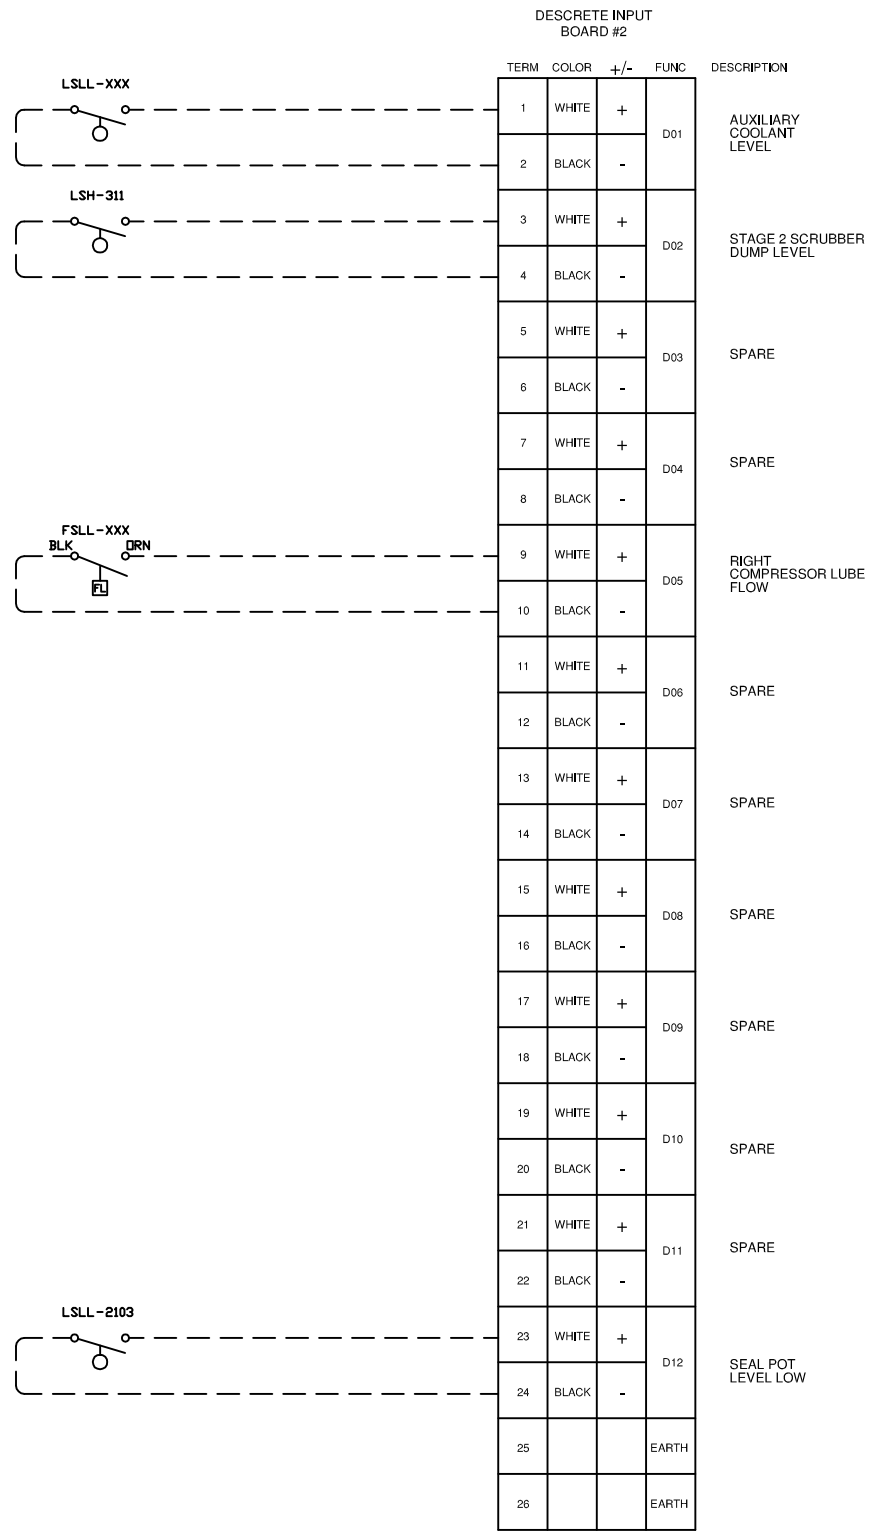 DESCRETE INPUT
BOARD #2
TERM COLOR +/- FUNC DESCRIPTION
LSLL-XXX
1 WHITE +
D01
AUXILIARY
COOLANT
LEVEL
2 BLACK -
LSH-311
3 WHITE +
D02
STAGE 2 SCRUBBER
DUMP LEVEL
4 BLACK -
5 WHITE +
D03 SPARE
6 BLACK -
7 WHITE +
D04 SPARE
8 BLACK -
FSLL-XXX
BLK ORN
FL
9 WHITE +
D05
RIGHT
COMPRESSOR LUBE
FLOW
10 BLACK -
11 WHITE +
D06 SPARE
12 BLACK -
13 WHITE +
D07 SPARE
14 BLACK -
15 WHITE +
D08 SPARE
16 BLACK -
17 WHITE +
D09 SPARE
18 BLACK -
19 WHITE +
D10 SPARE
20 BLACK -
21 WHITE +
D11 SPARE
22 BLACK -
LSLL-2103
23 WHITE +
D12
SEAL POT
LEVEL LOW
24 BLACK -
25 EARTH
26 EARTH